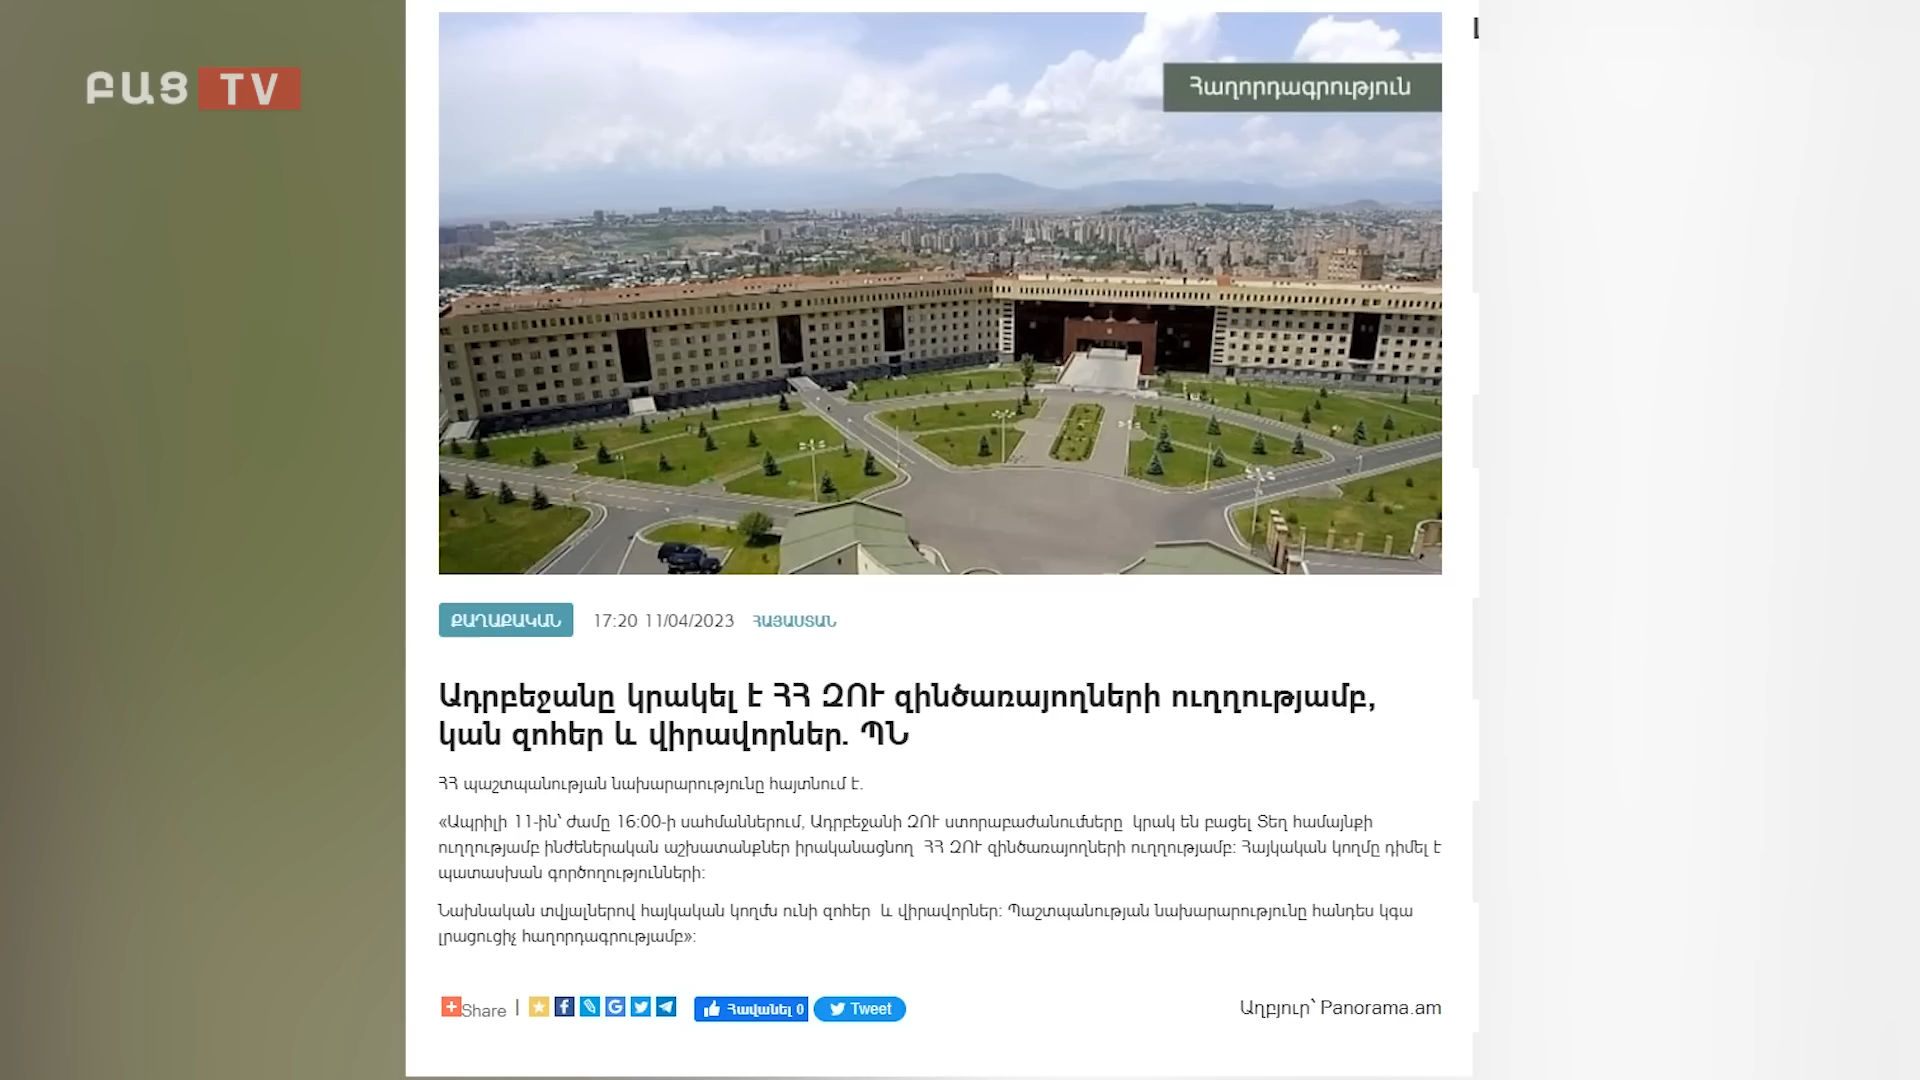 ԲԱՑ TV
Հաղորդագրություն
ՔԱՂԱՔԱԿԱՆ 17:20 11/04/2023 ՀԱՅԱՍՏԱՆ
Ադրբեջանը կրակել է ՀՀ ԶՈՒ զինծառայողների ուղղությամբ,
կան զոհեր և վիրավորներ. ՊՆ
ՀՀ պաշտպանության նախարարությունը հայտնում է.
«Ապրիլի 11-ին՝ ժամը 16:00-ի սահմաններում, Ադրբեջանի ԶՈՒ ստորաբաժանումները կրակ են բացել Տեղ համայնքի
ուղղությամբ ինժեներական աշխատանքներ իրականացնող ՀՀ ԶՈՒ զինծառայողների ուղղությամբ։ Հայկական կողմը դիմել է
պատասխան գործողությունների։
Նախնական տվյալներով հայկական կողմն ունի զոհեր և վիրավորներ։ Պաշտպանության նախարարությունը հանդես կգա
լրացուցիչ հաղորդագրությամբ»։
Share | Հավանել 0 Tweet
Աղբյուր՝ Panorama.am